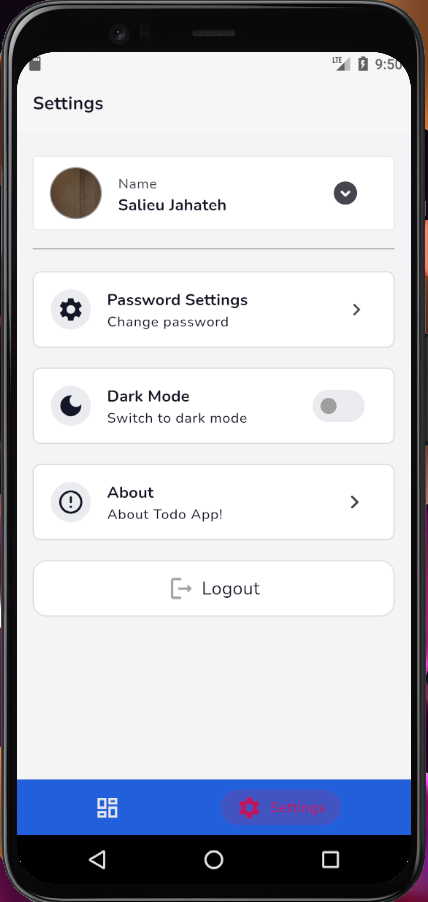 LTE 9:50
Settings
Name
Salieu Jahateh
Password Settings
Change password
Dark Mode
Switch to dark mode
About
About Todo App!
Logout
Settings